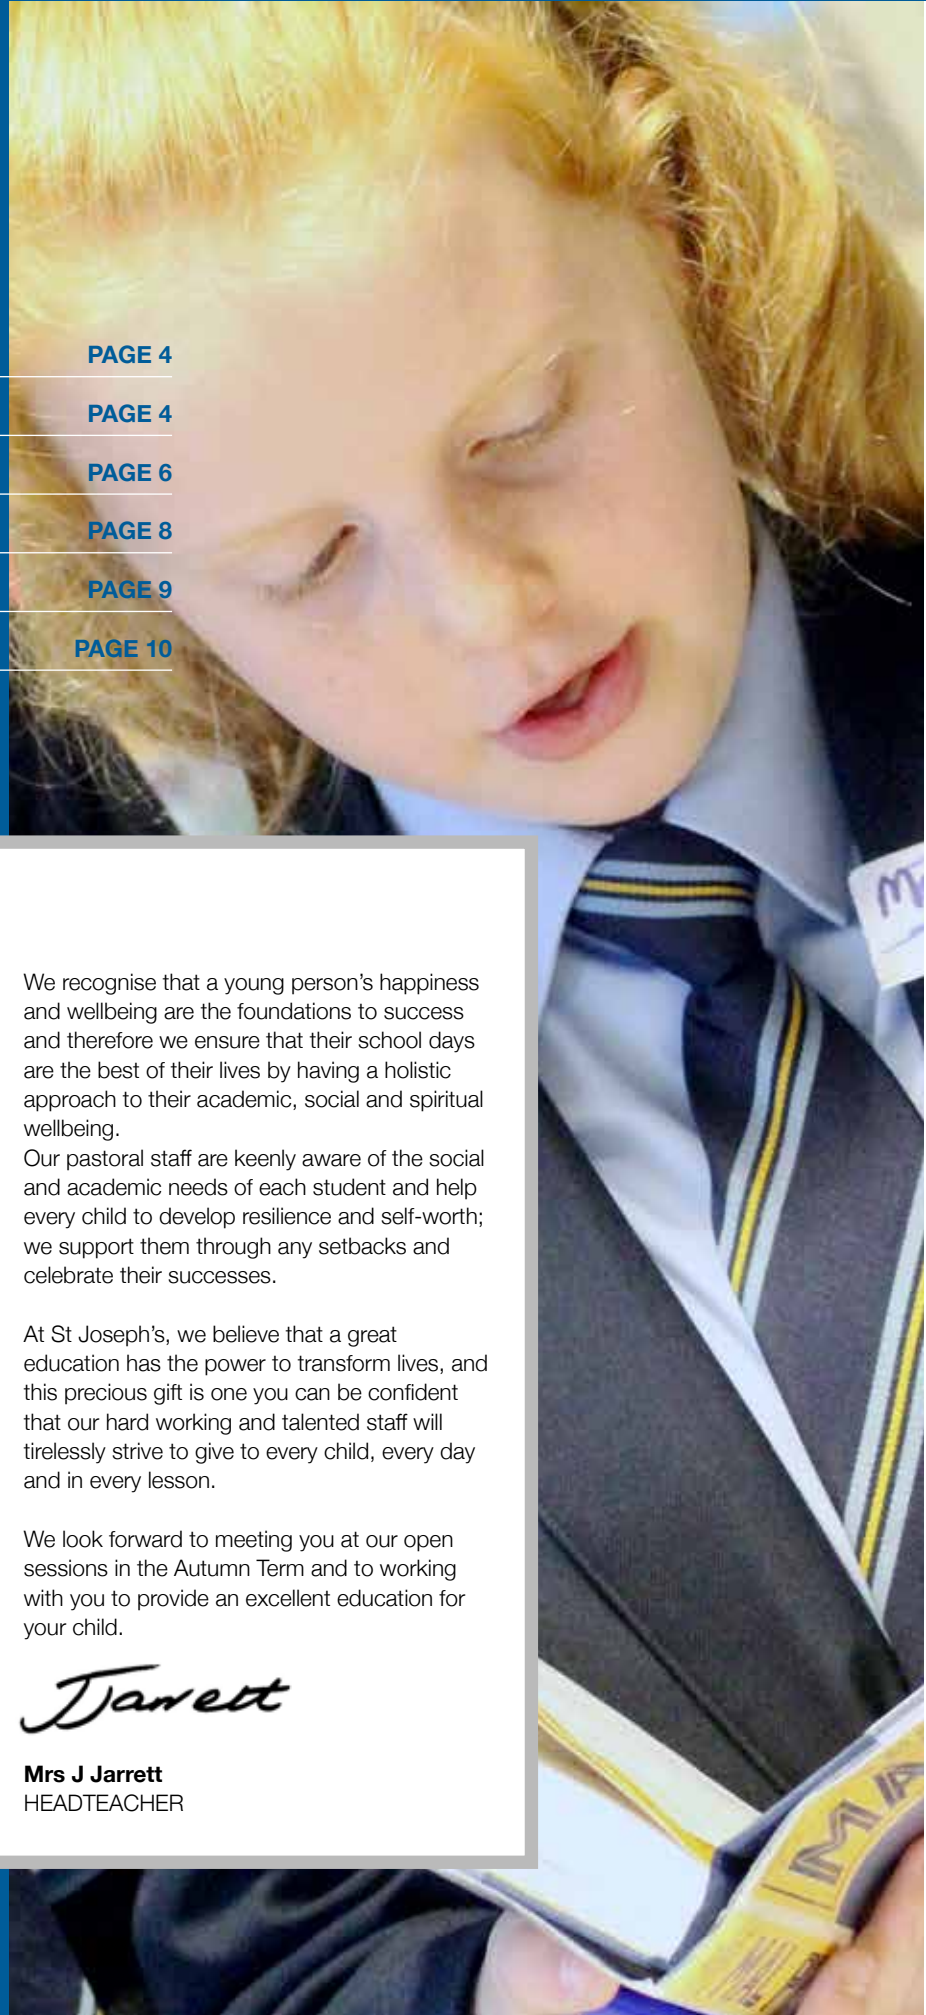 PAGE 4
PAGE 4
PAGE 6
PAGE 8
PAGE 9
PAGE 10
We recognise that a young person’s happiness
and wellbeing are the foundations to success
and therefore we ensure that their school days
are the best of their lives by having a holistic
approach to their academic, social and spiritual
wellbeing.
Our pastoral staff are keenly aware of the social
and academic needs of each student and help
every child to develop resilience and self-worth;
we support them through any setbacks and
celebrate their successes.
At St Joseph’s, we believe that a great
education has the power to transform lives, and
this precious gift is one you can be confident
that our hard working and talented staff will
tirelessly strive to give to every child, every day
and in every lesson.
We look forward to meeting you at our open
sessions in the Autumn Term and to working
with you to provide an excellent education for
your child.
JJarrett
Mrs J Jarrett
HEADTEACHER